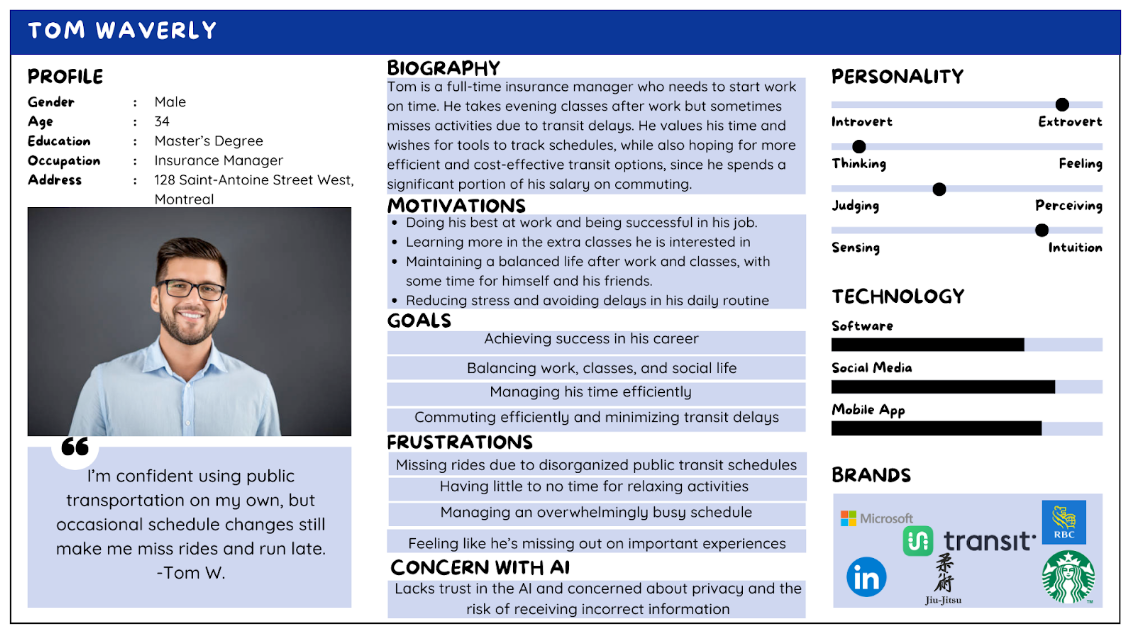 TOM WAVERLY
PROFILE
Gender : Male
Age : 34
Education : Master's Degree
Occupation : Insurance Manager
Address : 128 Saint-Antoine Street West,
Montreal
“
I'm confident using public
transportation on my own, but
occasional schedule changes still
make me miss rides and run late.
-Tom W.
BIOGRAPHY
Tom is a full-time insurance manager who needs to start work
on time. He takes evening classes after work but sometimes
misses activities due to transit delays. He values his time and
wishes for tools to track schedules, while also hoping for more
efficient and cost-effective transit options, since he spends a
significant portion of his salary on commuting.
MOTIVATIONS
• Doing his best at work and being successful in his job.
• Learning more in the extra classes he is interested in
• Maintaining a balanced life after work and classes, with
some time for himself and his friends.
• Reducing stress and avoiding delays in his daily routine
GOALS
Achieving success in his career
Balancing work, classes, and social life
Managing his time efficiently
Commuting efficiently and minimizing transit delays
FRUSTRATIONS
Missing rides due to disorganized public transit schedules
Having little to no time for relaxing activities
Managing an overwhelmingly busy schedule
Feeling like he's missing out on important experiences
CONCERN WITH AI
Lacks trust in the AI and concerned about privacy and the
risk of receiving incorrect information
PERSONALITY
Introvert Extrovert
Thinking Feeling
Judging Perceiving
Sensing Intuition
TECHNOLOGY
Software
Social Media
Mobile App
BRANDS
Microsoft
RBC
transit
in
柔術
Jiu-Jitsu
TM